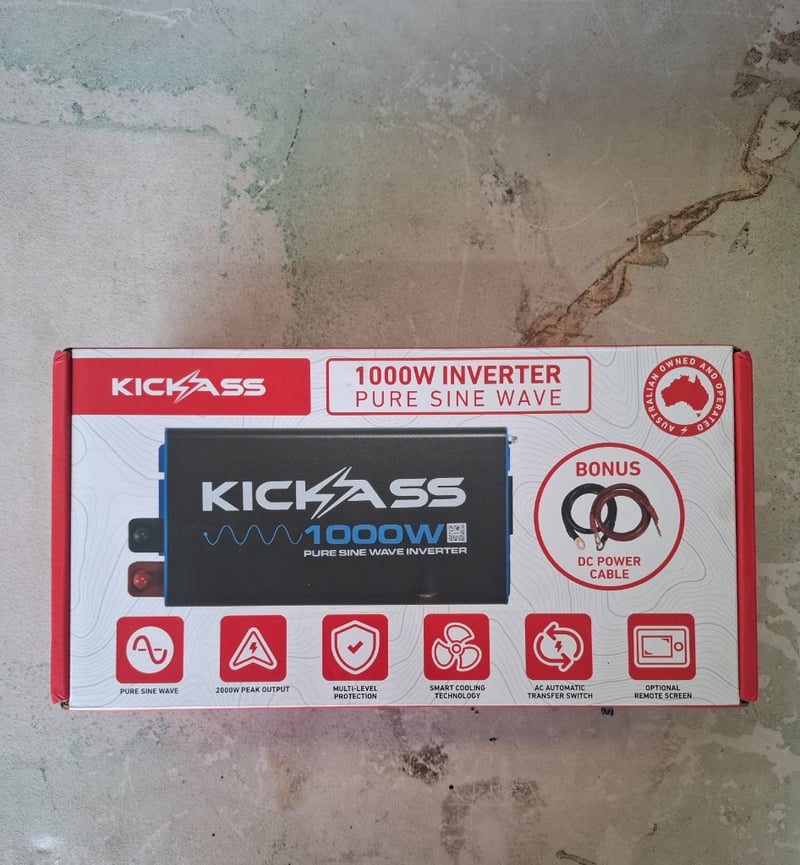 KICKASS
1000W INVERTER
PURE SINE WAVE
AUSTRALIAN OWNED AND OPERATED
KICKASS
1000W
PURE SINE WAVE INVERTER
BONUS
DC POWER
CABLE
PURE SINE WAVE
2000W PEAK OUTPUT
MULTI-LEVEL
PROTECTION
SMART COOLING
TECHNOLOGY
AC AUTOMATIC
TRANSFER SWITCH
OPTIONAL
REMOTE SCREEN